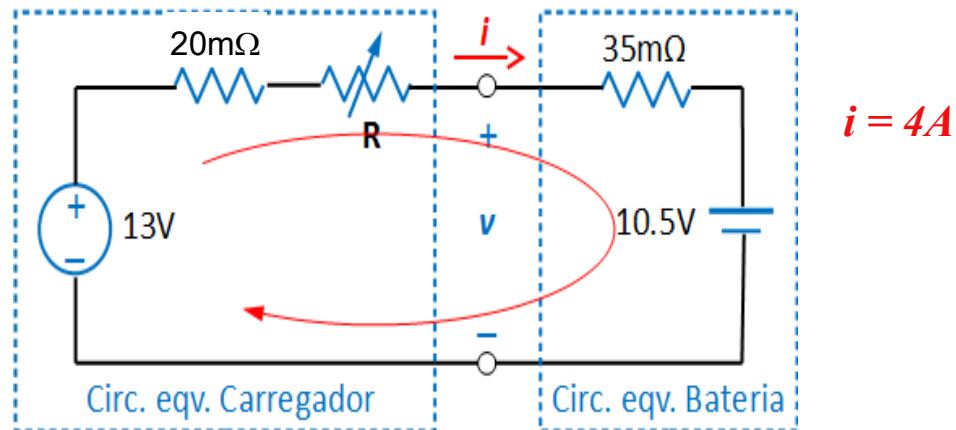 20mΩ
i
35mΩ
i = 4A
R
+
+
13V
v
10.5V
−
−
Circ. eqv. Carregador
Circ. eqv. Bateria